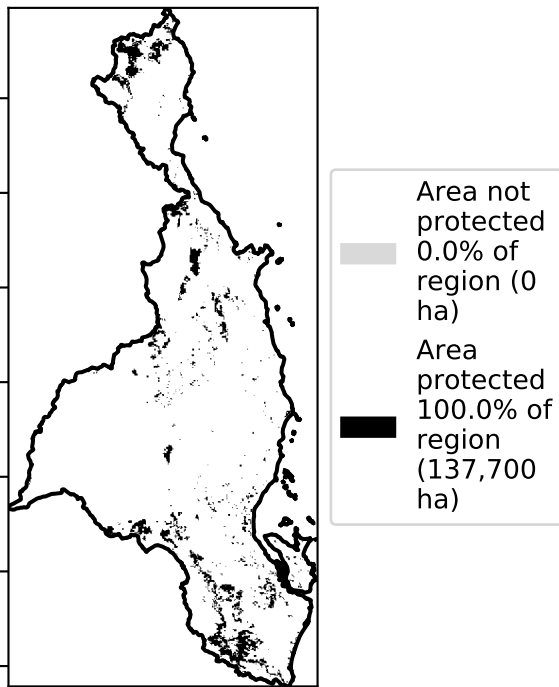 Area not
protected
0.0% of
region (0
ha)
Area
protected
100.0% of
region
(137,700
ha)